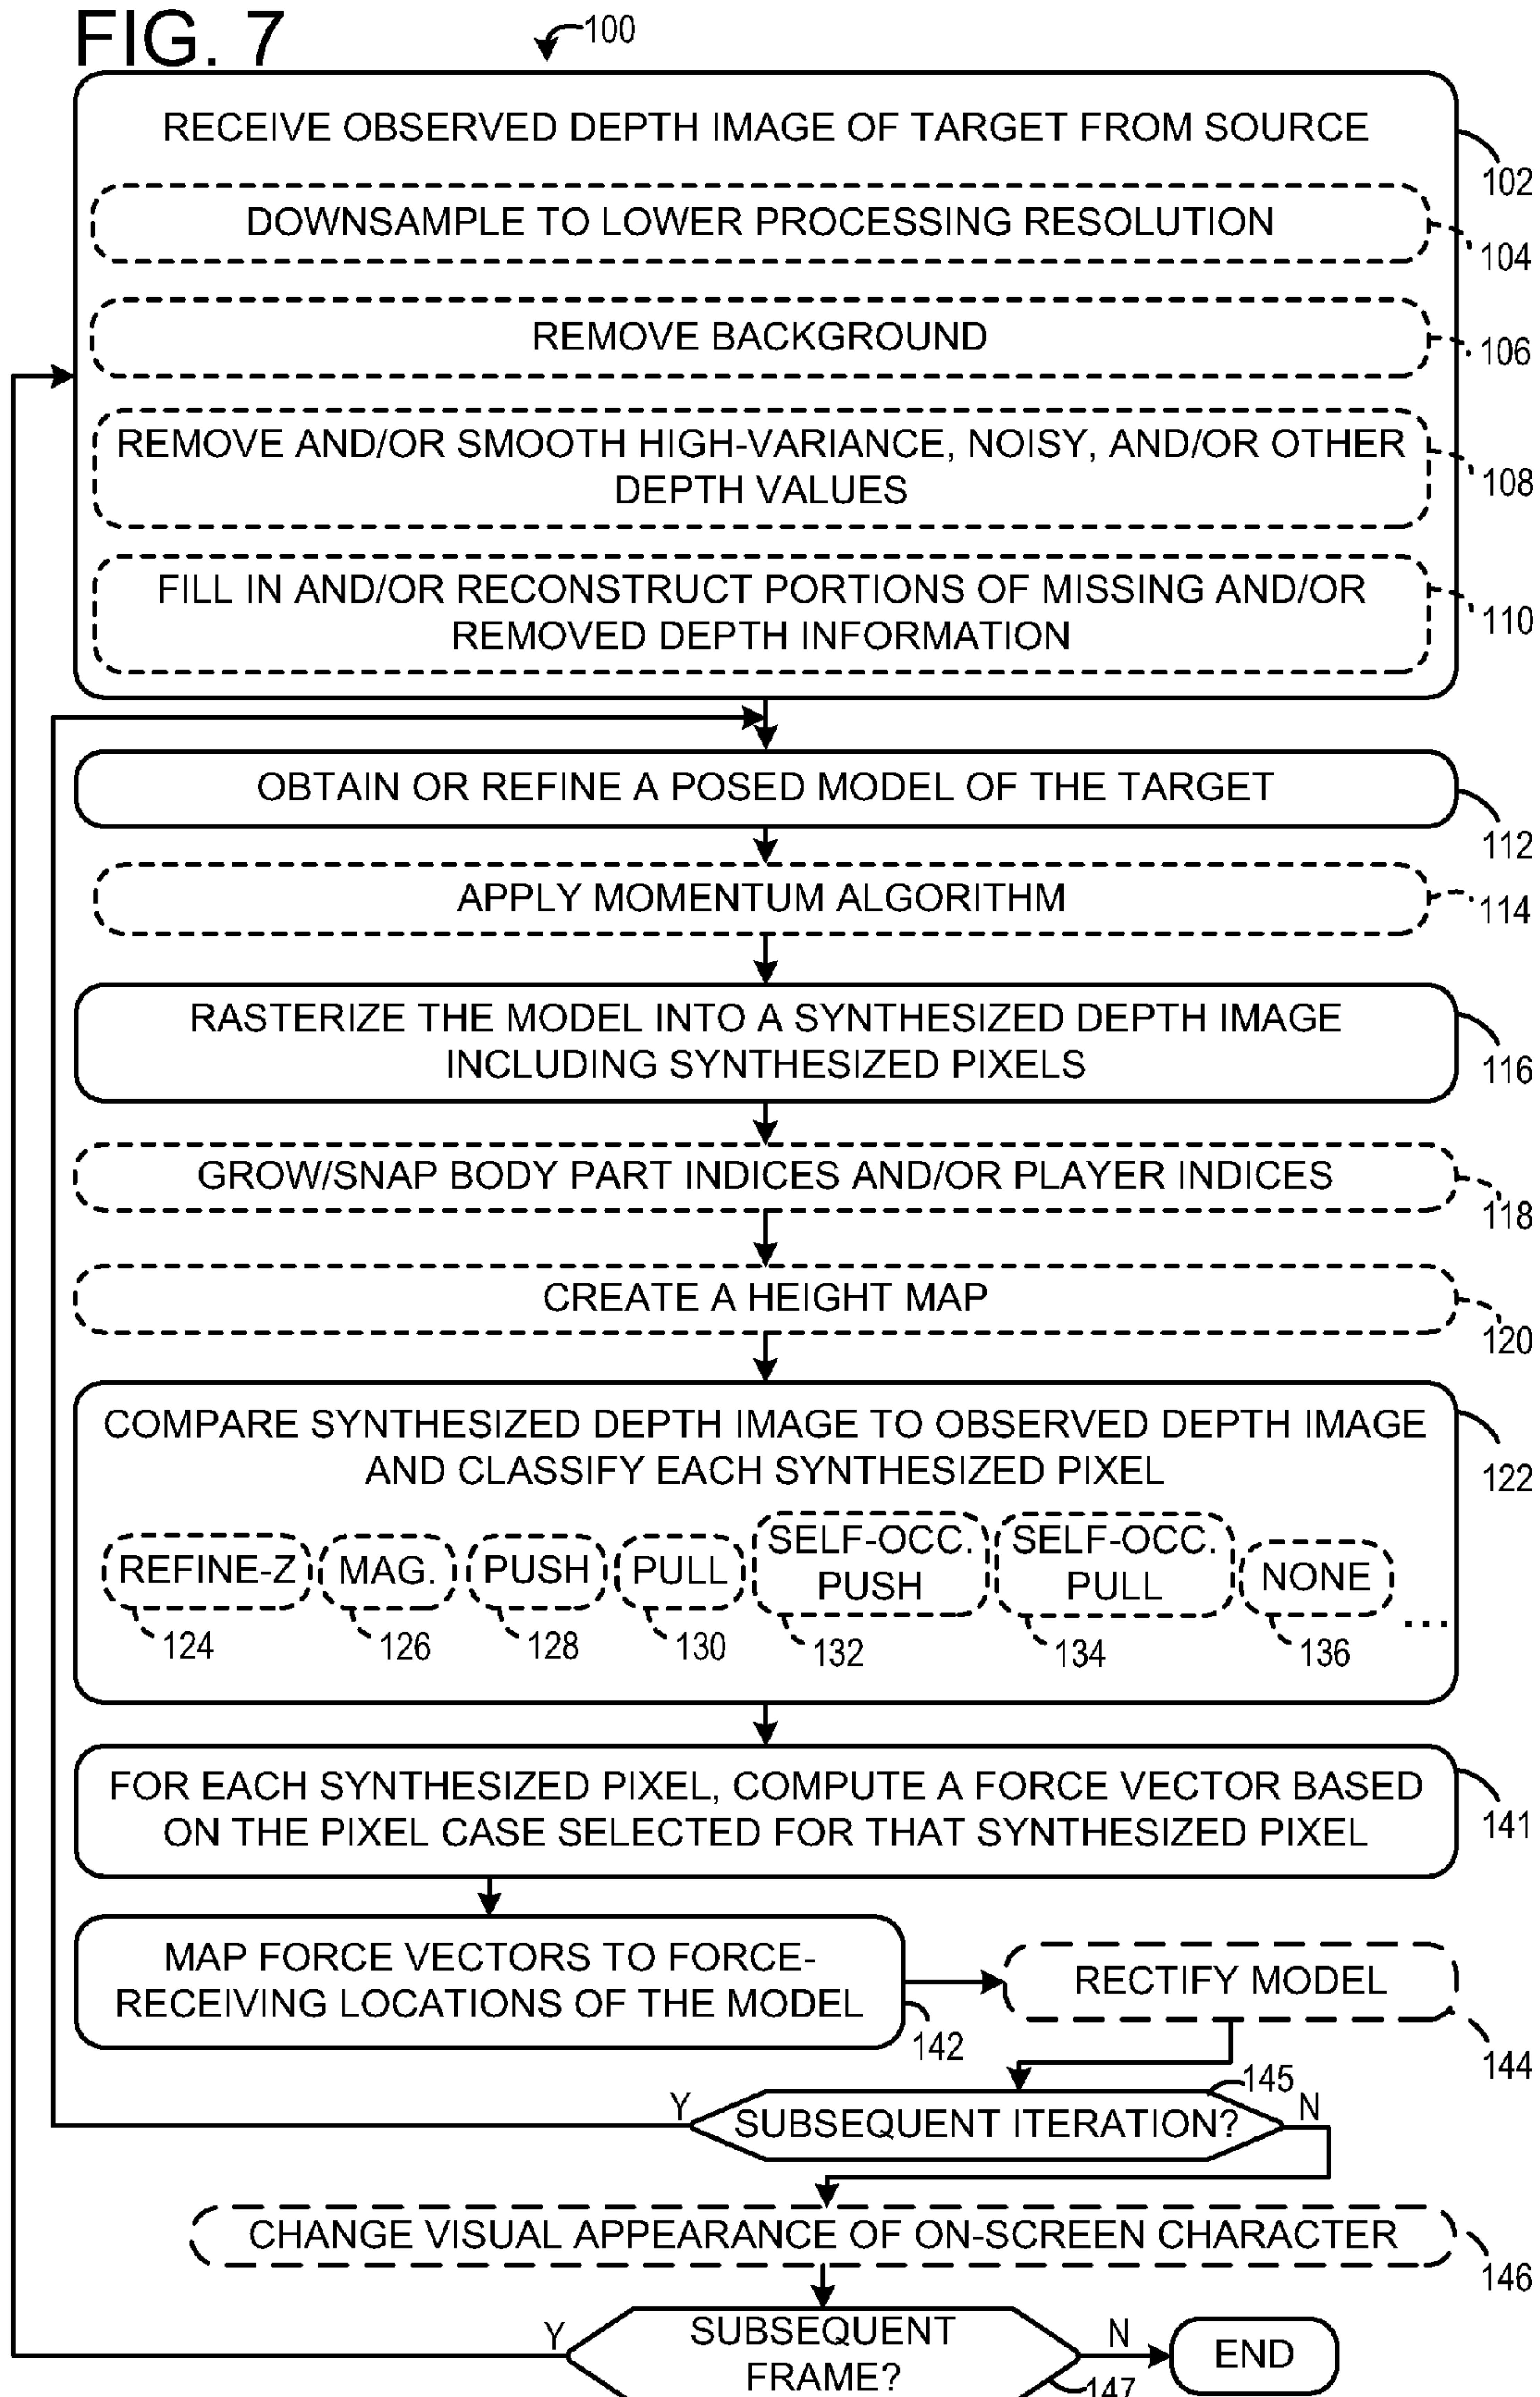 FIG. 7
100
RECEIVE OBSERVED DEPTH IMAGE OF TARGET FROM SOURCE
102
DOWNSAMPLE TO LOWER PROCESSING RESOLUTION
104
REMOVE BACKGROUND
106
REMOVE AND/OR SMOOTH HIGH-VARIANCE, NOISY, AND/OR OTHER
DEPTH VALUES
108
FILL IN AND/OR RECONSTRUCT PORTIONS OF MISSING AND/OR
REMOVED DEPTH INFORMATION
110
OBTAIN OR REFINE A POSED MODEL OF THE TARGET
112
APPLY MOMENTUM ALGORITHM
114
RASTERIZE THE MODEL INTO A SYNTHESIZED DEPTH IMAGE
INCLUDING SYNTHESIZED PIXELS
116
GROW/SNAP BODY PART INDICES AND/OR PLAYER INDICES
118
CREATE A HEIGHT MAP
120
COMPARE SYNTHESIZED DEPTH IMAGE TO OBSERVED DEPTH IMAGE
AND CLASSIFY EACH SYNTHESIZED PIXEL
122
REFINE-Z
124
MAG.
126
PUSH
128
PULL
130
SELF-OCC.
PUSH
132
SELF-OCC.
PULL
134
NONE
136
...
FOR EACH SYNTHESIZED PIXEL, COMPUTE A FORCE VECTOR BASED
ON THE PIXEL CASE SELECTED FOR THAT SYNTHESIZED PIXEL
141
MAP FORCE VECTORS TO FORCE-
RECEIVING LOCATIONS OF THE MODEL
142
RECTIFY MODEL
144
145
Y
SUBSEQUENT ITERATION?
N
CHANGE VISUAL APPEARANCE OF ON-SCREEN CHARACTER
146
Y
SUBSEQUENT
FRAME?
N
147
END